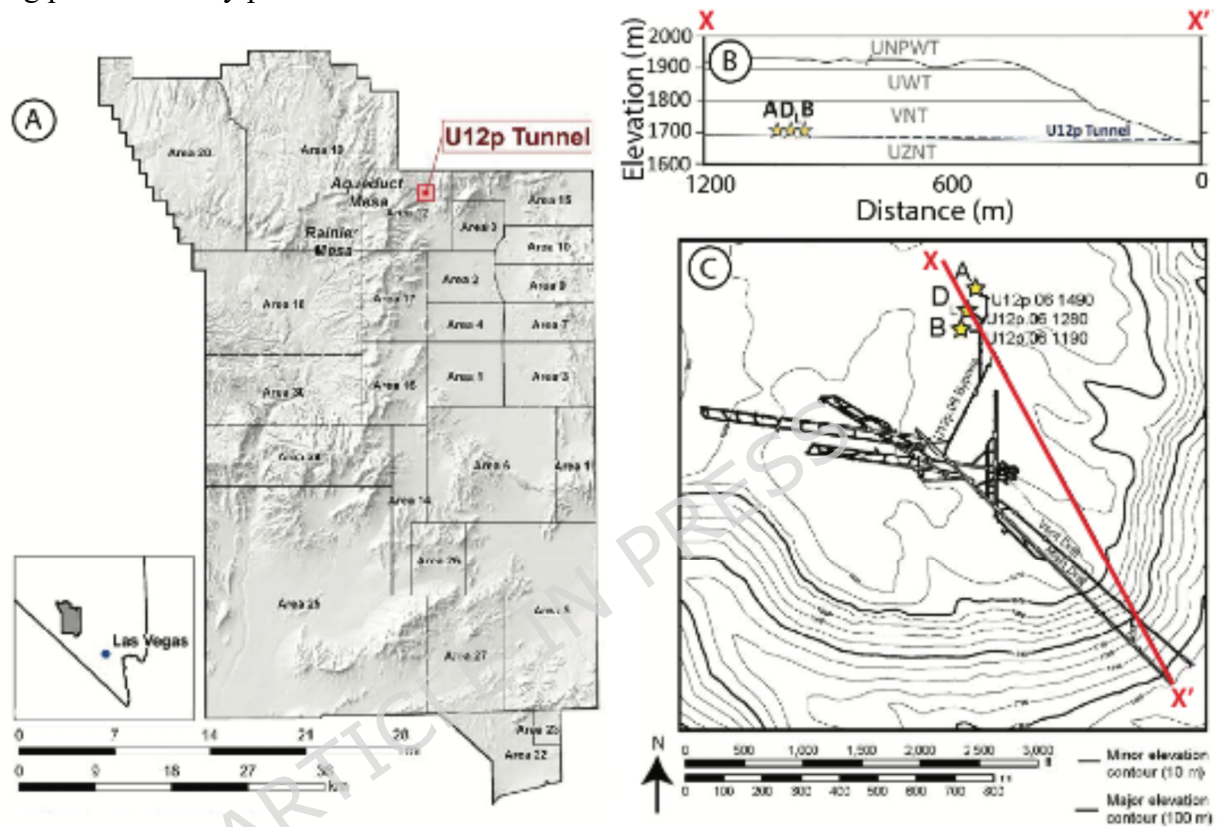 A
U12p Tunnel
Area 20
Area 19
Aqueduct
Mesa
Area 12
Rainier
Mesa
Area 15
Area 10
Area 2
Area 9
Area 18
Area 17
Area 4
Area 7
Area 1
Area 3
Area 16
Area 30
Area 6
Area 14
Area 26
Area 25
Area 27
Area 22
Las Vegas
0 7 14 21 28
0 9 18 27 36
km
X X'
B
Elevation (m)
2000
1900
1800
1700
1600
UNPWT
UWT
VNT
UZNT
A D B
U12p Tunnel
1200 600 0
Distance (m)
C
X
A
D
B
U12p.06 1490
U12p.06 1280
U12p.06 1190
Vent Drift
Main Drift
X'
N
0 500 1,000 1,500 2,000 2,500 3,000
ft
0 100 200 300 400 500 600 700 800
m
Minor elevation
contour (10 m)
Major elevation
contour (100 m)
ARTICLE IN PRESS